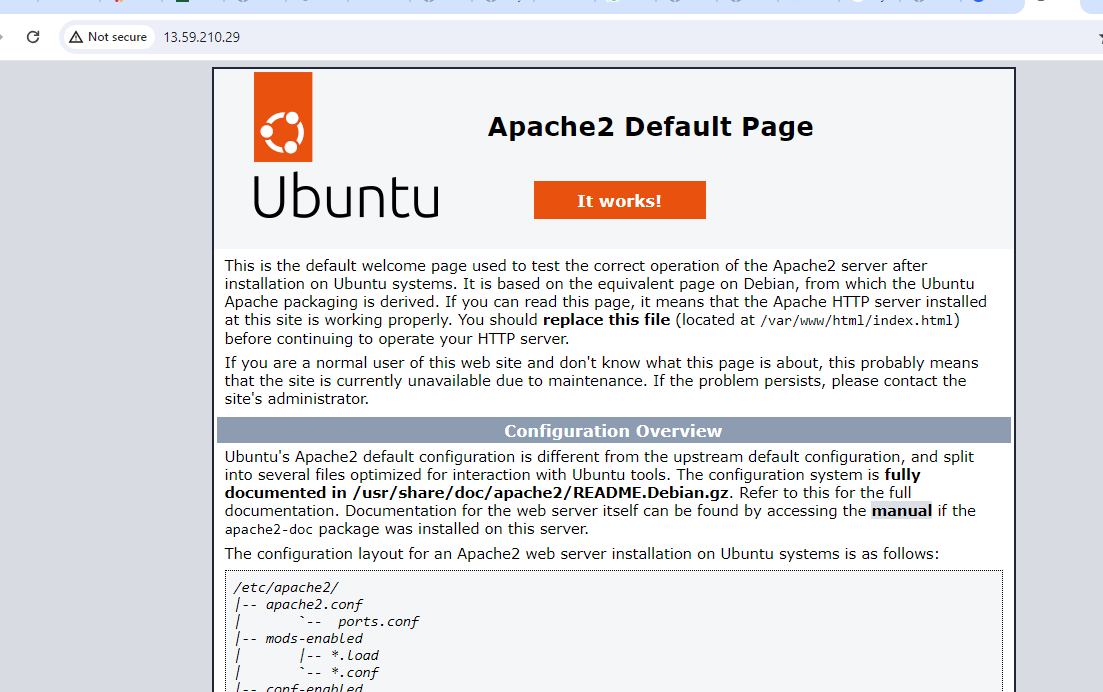 Not secure
13.59.210.29
Apache2 Default Page
Ubuntu
It works!
This is the default welcome page used to test the correct operation of the Apache2 server after
installation on Ubuntu systems. It is based on the equivalent page on Debian, from which the Ubuntu
Apache packaging is derived. If you can read this page, it means that the Apache HTTP server installed
at this site is working properly. You should replace this file (located at /var/www/html/index.html)
before continuing to operate your HTTP server.
If you are a normal user of this web site and don't know what this page is about, this probably means
that the site is currently unavailable due to maintenance. If the problem persists, please contact the
site's administrator.
Configuration Overview
Ubuntu's Apache2 default configuration is different from the upstream default configuration, and split
into several files optimized for interaction with Ubuntu tools. The configuration system is fully
documented in /usr/share/doc/apache2/README.Debian.gz. Refer to this for the full
documentation. Documentation for the web server itself can be found by accessing the manual if the
apache2-doc package was installed on this server.
The configuration layout for an Apache2 web server installation on Ubuntu systems is as follows:
/etc/apache2/
|-- apache2.conf
|       `--  ports.conf
|-- mods-enabled
|       |-- *.load
|       `-- *.conf
|-- conf-enabled